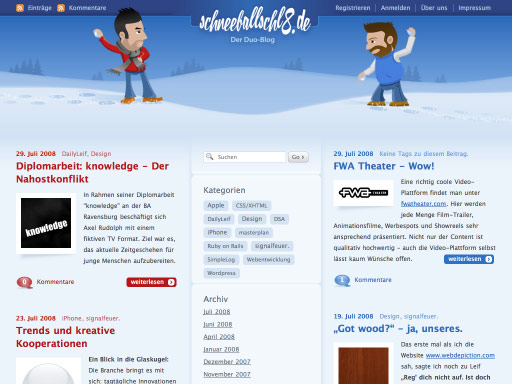 Einträge Kommentare
Registrieren | Anmelden | Über uns | Impressum
schneeballschl8.de
Der Duo-Blog
29. Juli 2008 DailyLeif, Design
Diplomarbeit: knowledge – Der
Nahostkonflikt
knowledge
In Rahmen seiner Diplomarbeit
"knowledge" an der BA
Ravensburg beschäftigt sich
Axel Rudolph mit einem
fiktiven TV Format. Ziel war es,
das aktuelle Zeitgeschehen für
junge Menschen aufzubereiten.
0 Kommentare
weiterlesen
23. Juli 2008 iPhone, signalfeuer.
Trends und kreative
Kooperationen
Ein Blick in die Glaskugel:
Die Branche bringt es mit
sich: tagtägliche Innovationen
Suchen Go
Kategorien
Apple CSS/XHTML
DailyLeif Design DSA
iPhone masterplan
Ruby on Rails signalfeuer.
SimpleLog Webentwicklung
Wordpress
Archiv
Juli 2008
Juni 2008
April 2008
Januar 2008
Dezember 2007
November 2007
29. Juli 2008 Keine Tags zu diesem Beitrag.
FWA Theater – Wow!
FWA THEATER
Eine richtig coole Video-
Plattform findet man unter
fwatheater.com. Hier werden
jede Menge Film-Trailer,
Animationsfilme, Werbespots und Showreels sehr
ansprechend präsentiert. Nicht nur der Content ist
qualitativ hochwertig – auch die Video-Plattform selbst
lässt kaum Wünsche offen.
weiterlesen
1 Kommentare
19. Juli 2008 Design, signalfeuer.
„Got wood?“ – ja, unseres.
Das erste mal als ich die
Website www.webdepiction.com
sah, sagte ich noch zu Leif
„Reg' dich nicht auf. Ist doch